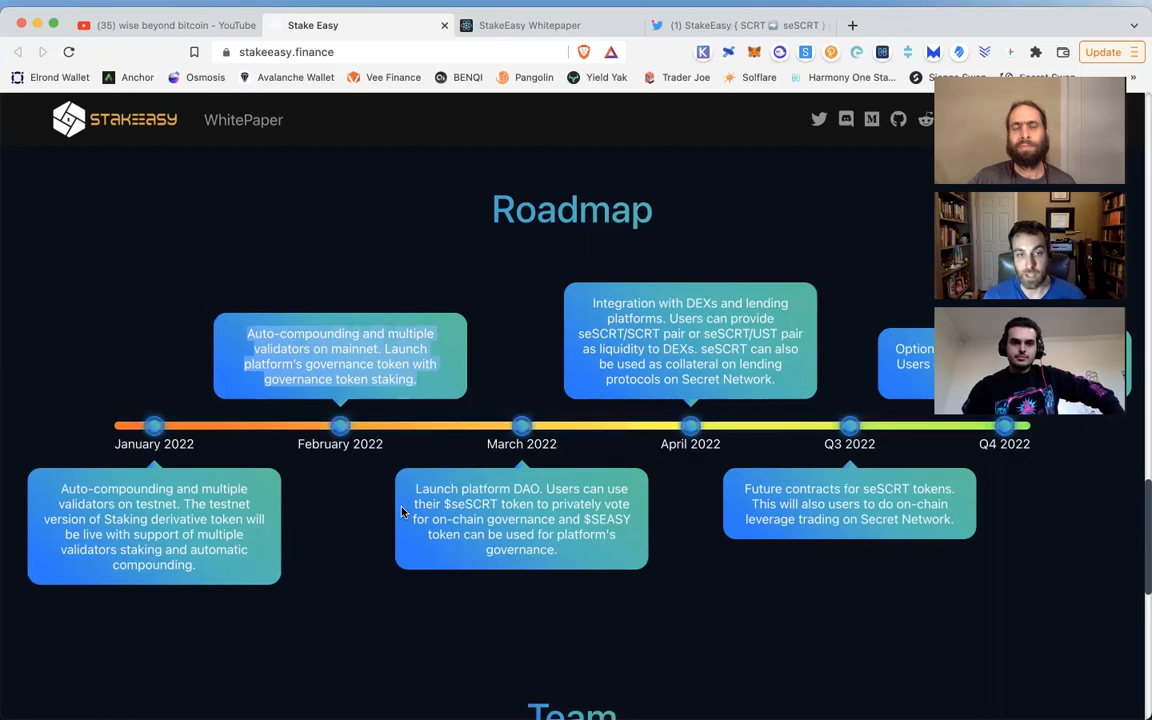 (35) wise beyond bitcoin - YouTube
Stake Easy
StakeEasy Whitepaper
(1) StakeEasy { SCRT seSCRT }
stakeeasy.finance
Update
Elrond Wallet
Anchor
Osmosis
Avalanche Wallet
Vee Finance
BENQI
Pangolin
Yield Yak
Trader Joe
Solflare
Harmony One Sta...
STAKEEASY
WhitePaper
Roadmap
Auto-compounding and multiple
validators on mainnet. Launch
platform's governance token with
governance token staking.
Integration with DEXs and lending
platforms. Users can provide
seSCRT/SCRT pair or seSCRT/UST pair
as liquidity to DEXs. seSCRT can also
be used as collateral on lending
protocols on Secret Network.
Option
Users
January 2022
February 2022
March 2022
April 2022
Q3 2022
Q4 2022
Auto-compounding and multiple
validators on testnet. The testnet
version of Staking derivative token will
be live with support of multiple
validators staking and automatic
compounding.
Launch platform DAO. Users can use
their $seSCRT token to privately vote
for on-chain governance and $SEASY
token can be used for platform's
governance.
Future contracts for seSCRT tokens.
This will also users to do on-chain
leverage trading on Secret Network.
Team